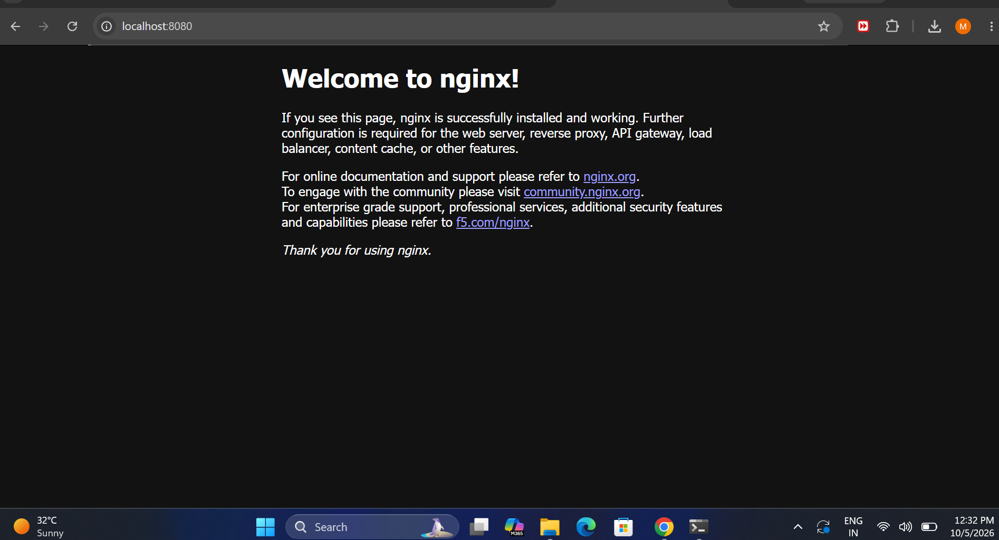 localhost:8080
M
Welcome to nginx!
If you see this page, nginx is successfully installed and working. Further
configuration is required for the web server, reverse proxy, API gateway, load
balancer, content cache, or other features.
For online documentation and support please refer to nginx.org.
To engage with the community please visit community.nginx.org.
For enterprise grade support, professional services, additional security features
and capabilities please refer to f5.com/nginx.
Thank you for using nginx.
32°C
Sunny
Search
M365
ENG
IN
12:32 PM
10/5/2026